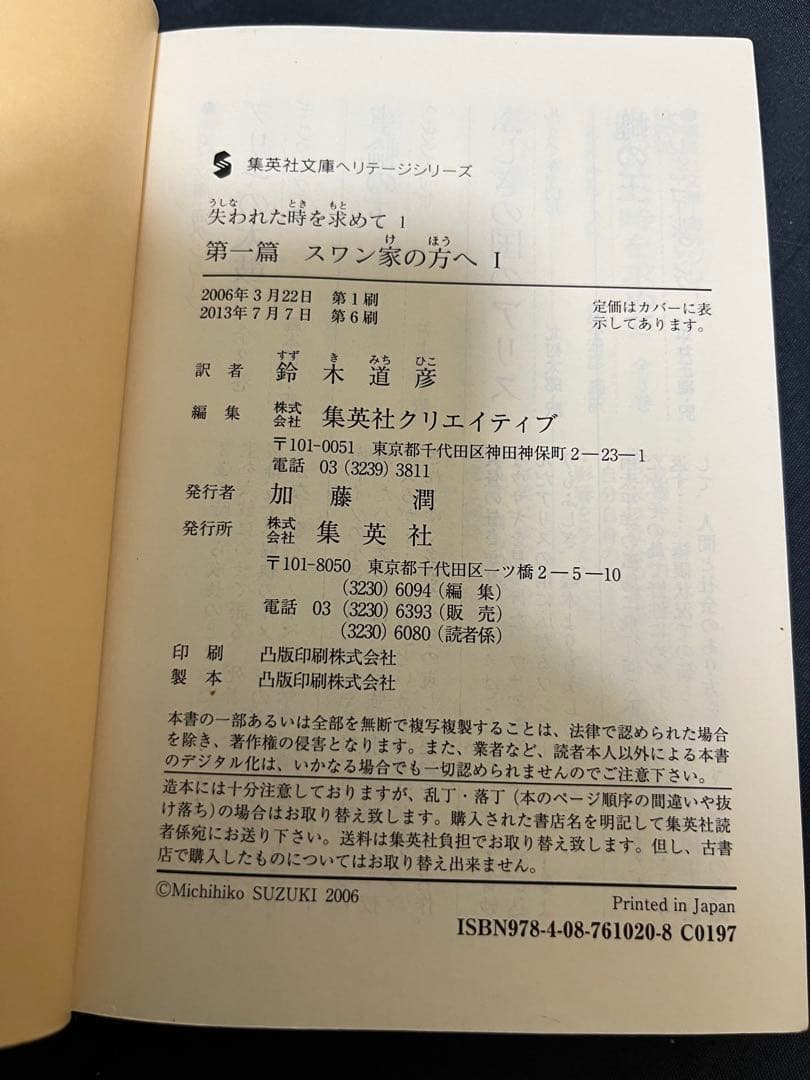 集英社文庫ヘリテージシリーズ
失われた時を求めて 1
第一篇 スワン家の方へ I
2006年3月22日 第1刷
2013年7月7日 第6刷
定価はカバーに表
示してあります。
訳者 鈴木道彦
編集 株式会社 集英社クリエイティブ
〒101-0051 東京都千代田区神田神保町2―23―1
電話 03 (3239) 3811
発行者 加藤潤
発行所 株式会社 集英社
〒101-8050 東京都千代田区一ツ橋2―5―10
(3230) 6094 (編集)
電話 03 (3230) 6393 (販売)
(3230) 6080 (読者係)
印刷 凸版印刷株式会社
製本 凸版印刷株式会社
本書の一部あるいは全部を無断で複写複製することは、法律で認められた場合
を除き、著作権の侵害となります。また、業者など、読者本人以外による本書
のデジタル化は、いかなる場合でも一切認められませんのでご注意下さい。
造本には十分注意しておりますが、乱丁・落丁 (本のページ順序の間違いや抜
け落ち) の場合はお取り替え致します。購入された書店名を明記して集英社読
者係宛にお送り下さい。送料は集英社負担でお取り替え致します。但し、古書
店で購入したものについてはお取り替え出来ません。
©Michihiko SUZUKI 2006
Printed in Japan
ISBN978-4-08-761020-8 C0197